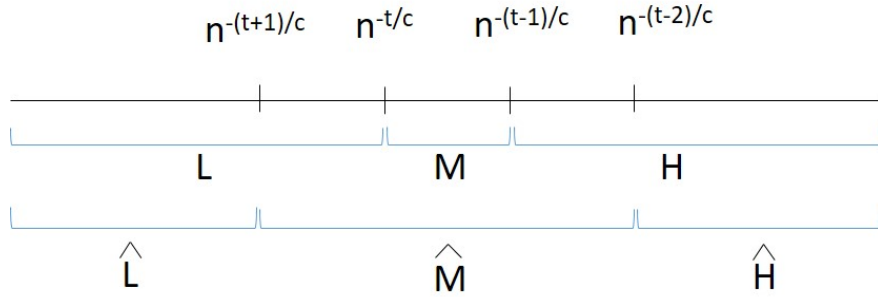 n^-(t+1)/c n^-t/c n^-(t-1)/c n^-(t-2)/c
L M H
L̂ M̂ Ĥ